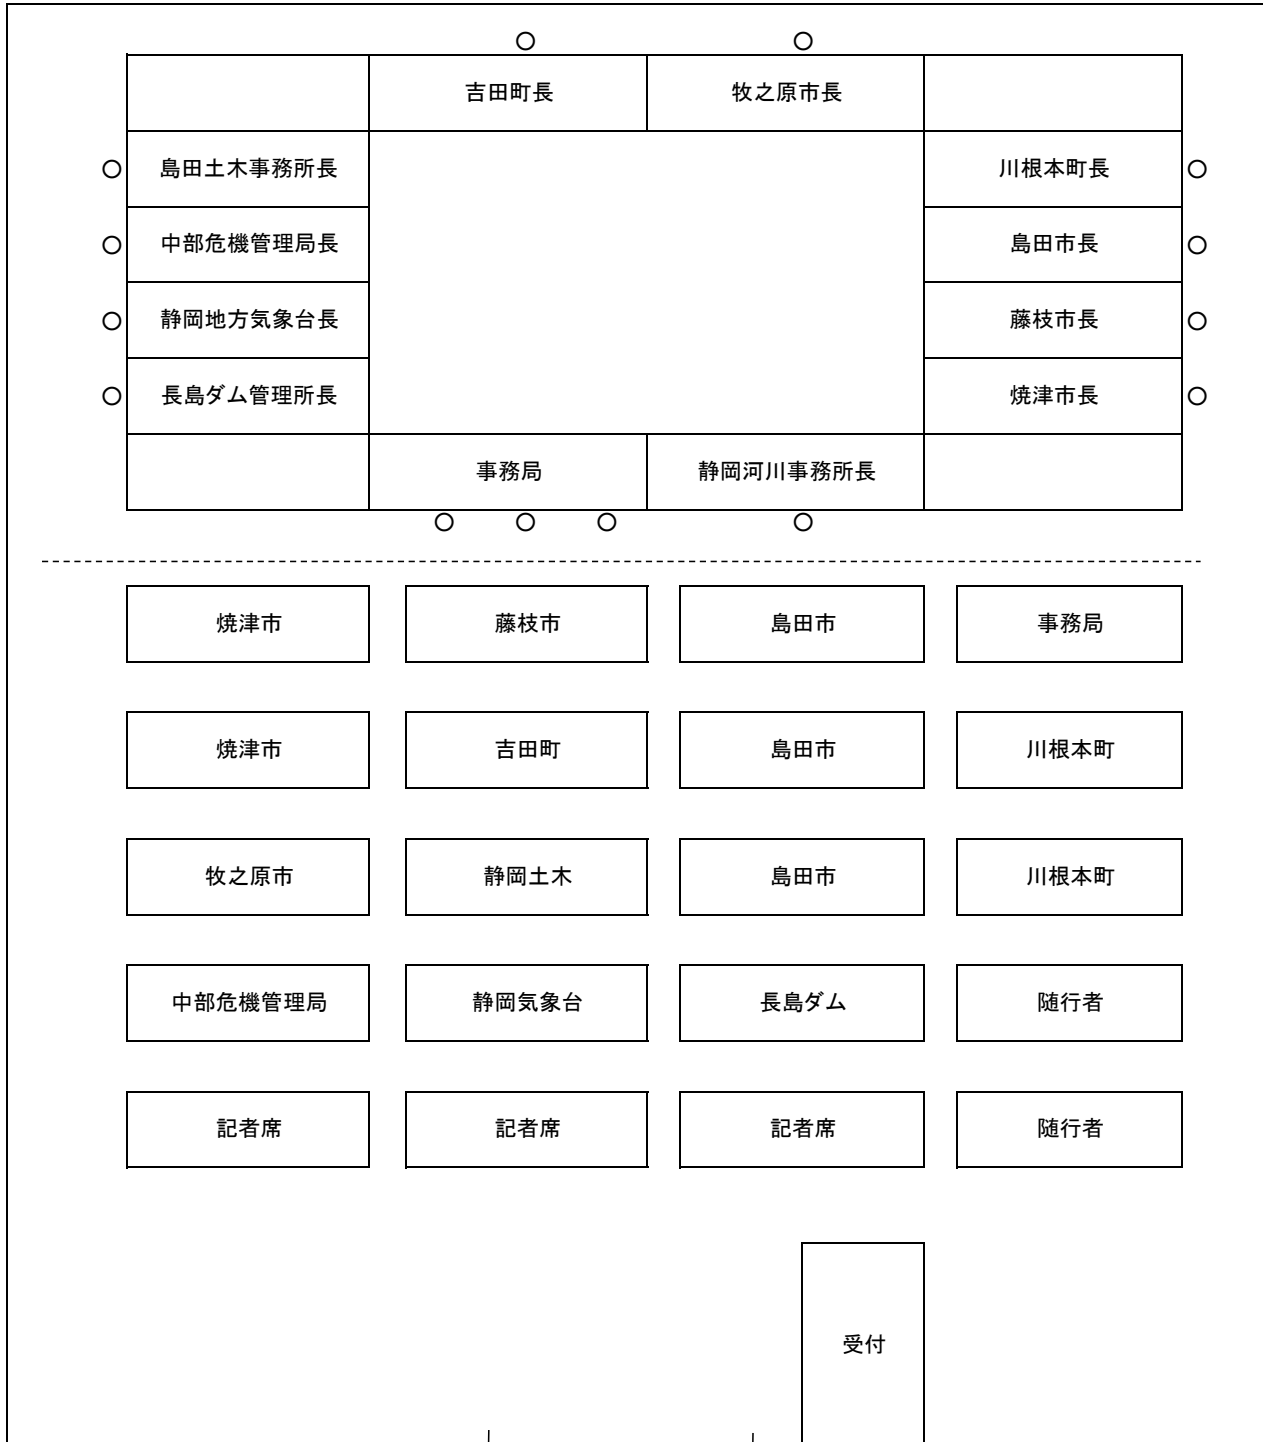 ○ ○
吉田町長 牧之原市長
○ 島田土木事務所長 川根本町長 ○
○ 中部危機管理局長 島田市長 ○
○ 静岡地方気象台長 藤枝市長 ○
○ 長島ダム管理所長 焼津市長 ○
事務局 静岡河川事務所長
○ ○ ○ ○
焼津市 藤枝市 島田市 事務局
焼津市 吉田町 島田市 川根本町
牧之原市 静岡土木 島田市 川根本町
中部危機管理局 静岡気象台 長島ダム 随行者
記者席 記者席 記者席 随行者
受付